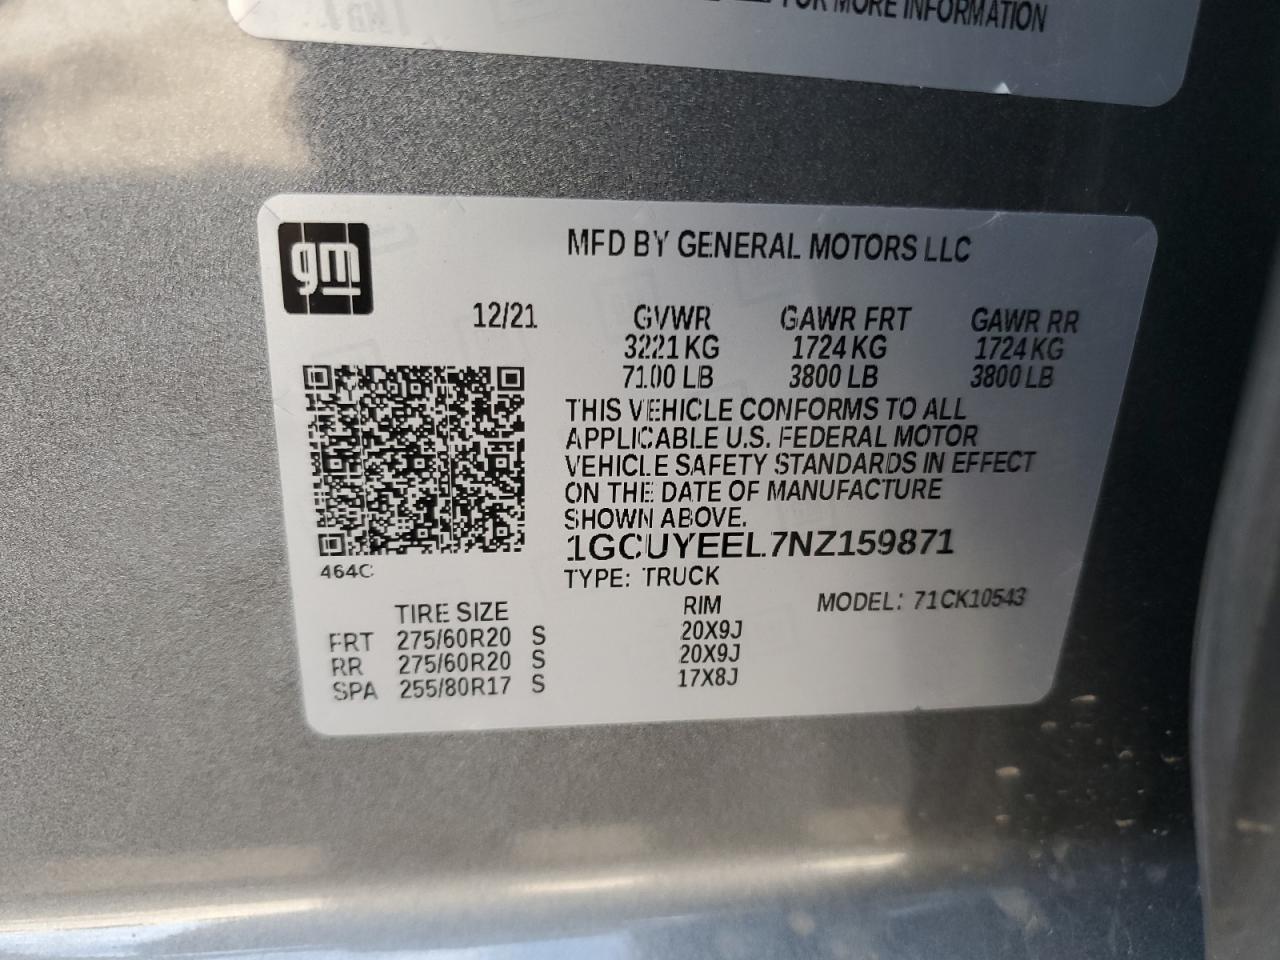 FOR MORE INFORMATION
gm
MFD BY GENERAL MOTORS LLC
12/21 GVWR GAWR FRT GAWR RR
3221 KG 1724 KG 1724 KG
7100 LB 3800 LB 3800 LB
THIS VEHICLE CONFORMS TO ALL
APPLICABLE U.S. FEDERAL MOTOR
VEHICLE SAFETY STANDARDS IN EFFECT
ON THE DATE OF MANUFACTURE
SHOWN ABOVE.
1GCUYEEL7NZ159871
464C
TYPE: TRUCK
MODEL: 71CK10543
TIRE SIZE RIM
FRT 275/60R20 S 20X9J
RR 275/60R20 S 20X9J
SPA 255/80R17 S 17X8J